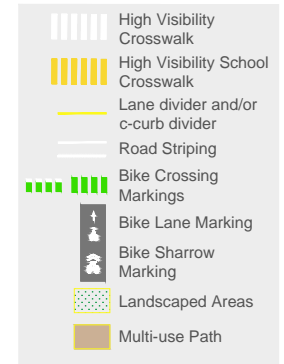 High Visibility
Crosswalk
High Visibility School
Crosswalk
Lane divider and/or
c-curb divider
Road Striping
Bike Crossing
Markings
Bike Lane Marking
Bike Sharrow
Marking
Landscaped Areas
Multi-use Path